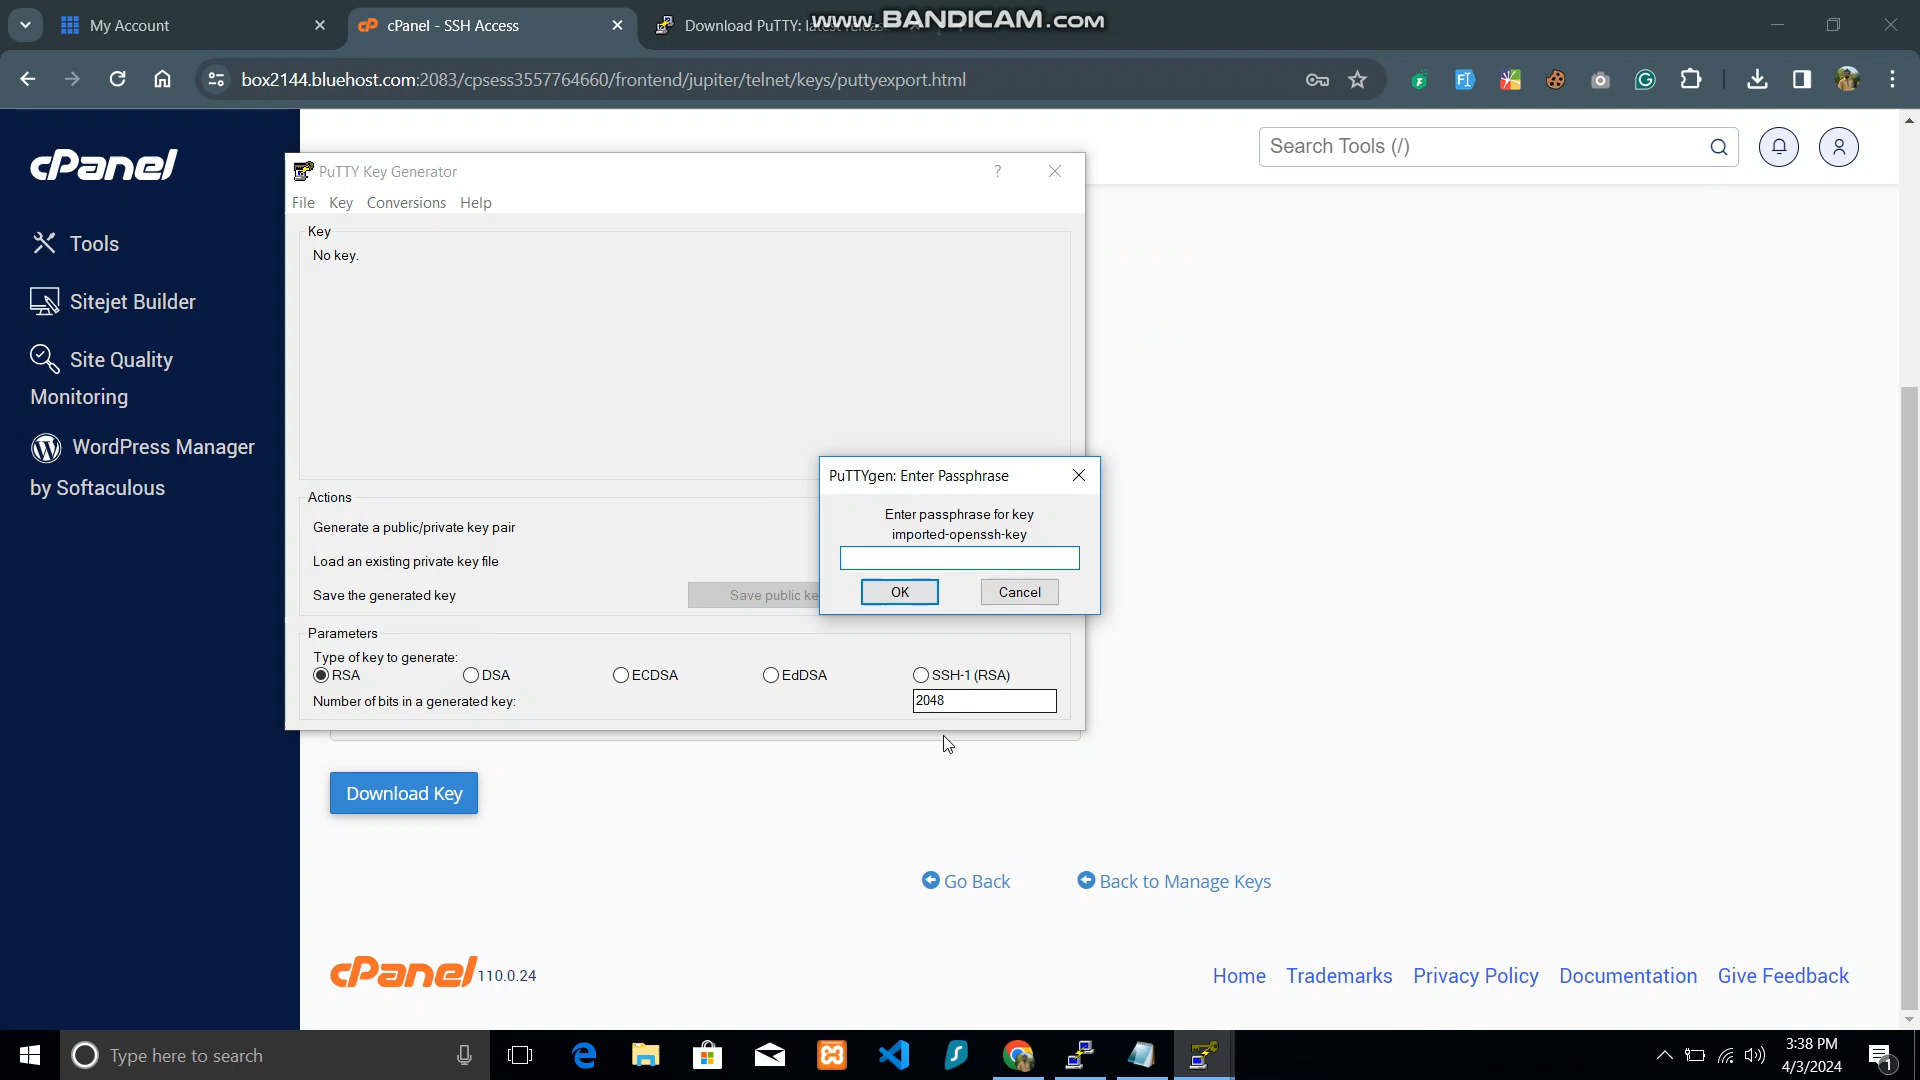 My Account
cPanel - SSH Access
Download PuTTY: latest release
www.BANDICAM.com
box2144.bluehost.com:2083/cpsess3557764660/frontend/jupiter/telnet/keys/puttyexport.html
cPanel
Search Tools (/)
Tools
Sitejet Builder
Site Quality
Monitoring
WordPress Manager
by Softaculous
PuTTY Key Generator
?
File Key Conversions Help
Key
No key.
Actions
Generate a public/private key pair
Load an existing private key file
Save the generated key
Save public ke
PuTTYgen: Enter Passphrase
Enter passphrase for key
imported-openssh-key
OK
Cancel
Parameters
Type of key to generate:
RSA
DSA
ECDSA
EdDSA
SSH-1 (RSA)
Number of bits in a generated key:
2048
Download Key
Go Back
Back to Manage Keys
cPanel 110.0.24
Home
Trademarks
Privacy Policy
Documentation
Give Feedback
Type here to search
3:38 PM
4/3/2024
1